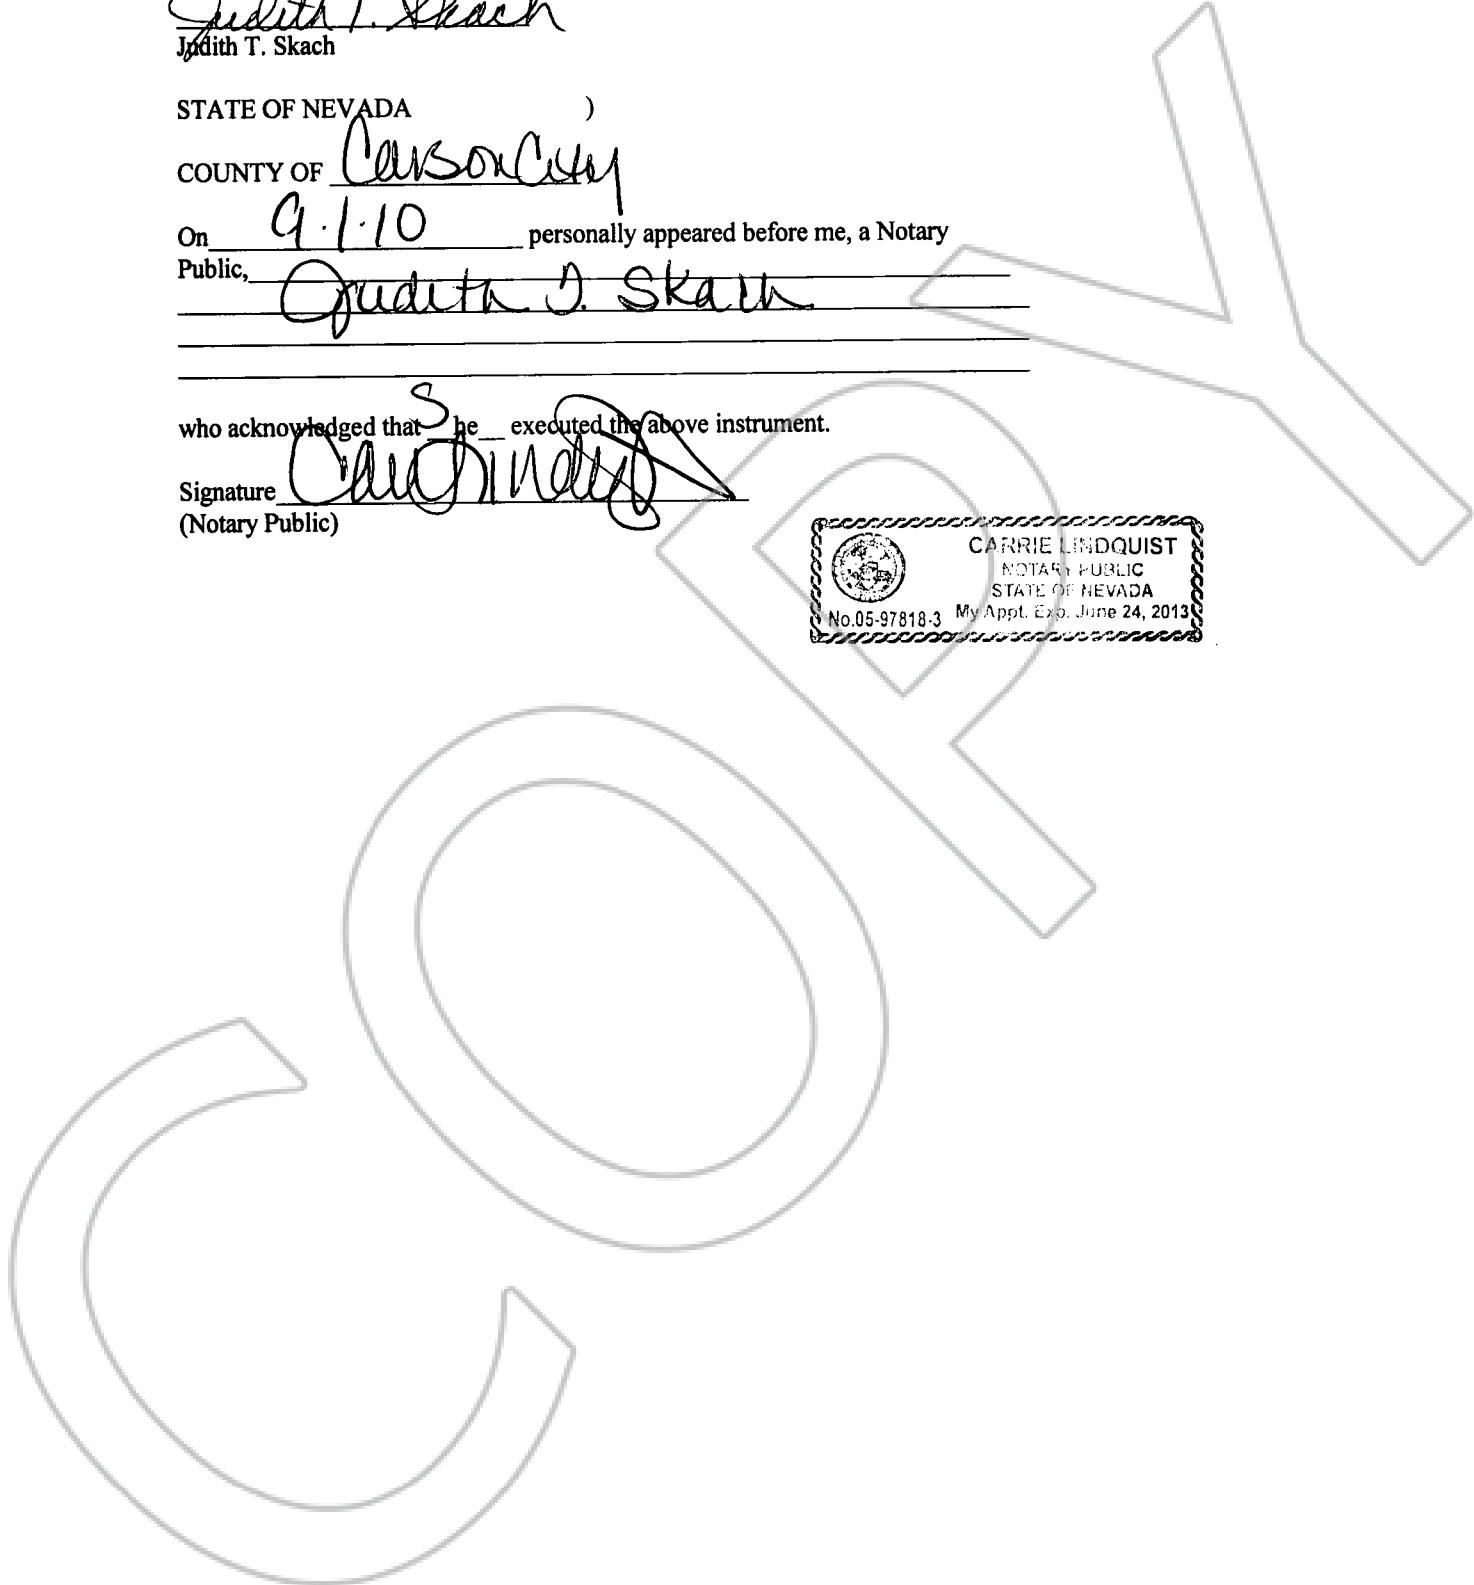 Judith T. Skach
Judith T. Skach
STATE OF NEVADA )
COUNTY OF Carson City
On 9.1.10 personally appeared before me, a Notary
Public,
Judith T. Skach
who acknowledged that She__ executed the above instrument.
Signature
(Notary Public)
CARRIE LINDQUIST
NOTARY PUBLIC
STATE OF NEVADA
No.05-97818-3 My Appt. Exp. June 24, 2013
COPY